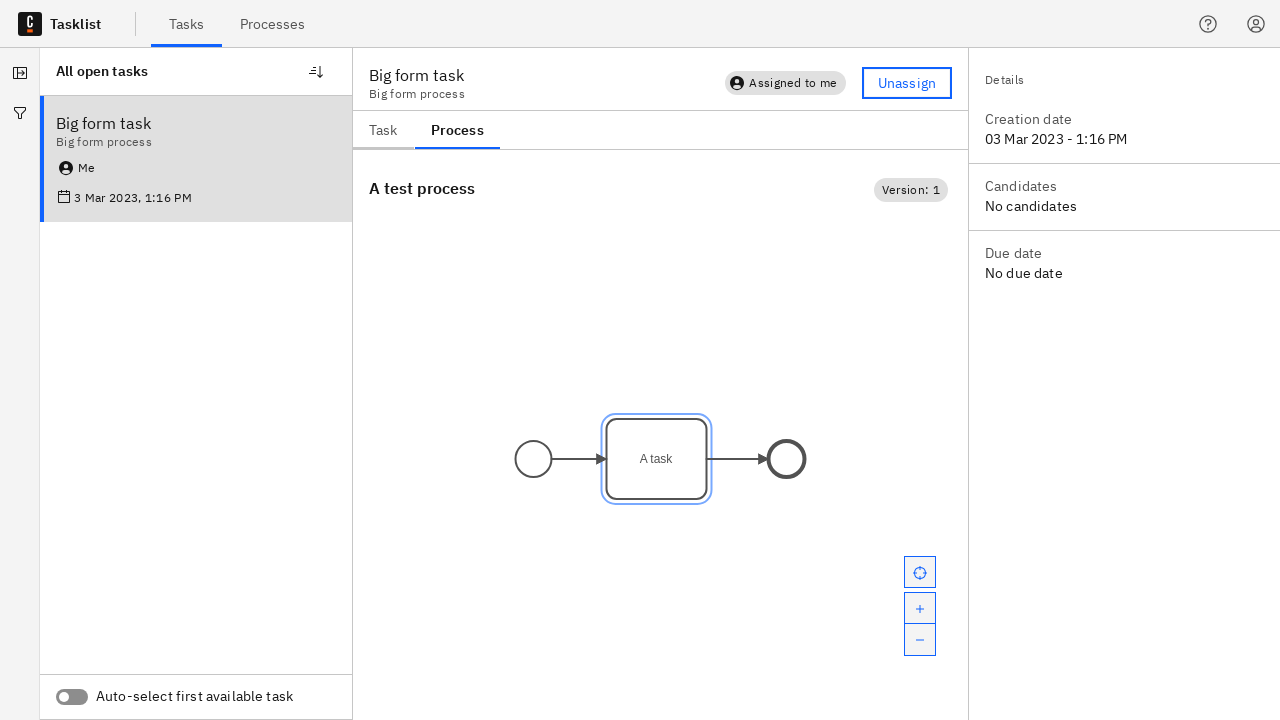 Tasklist
Tasks
Processes
All open tasks
Big form task
Big form process
Me
3 Mar 2023, 1:16 PM
Auto-select first available task
Big form task
Big form process
Assigned to me
Unassign
Task
Process
A test process
Version: 1
A task
Details
Creation date
03 Mar 2023 - 1:16 PM
Candidates
No candidates
Due date
No due date